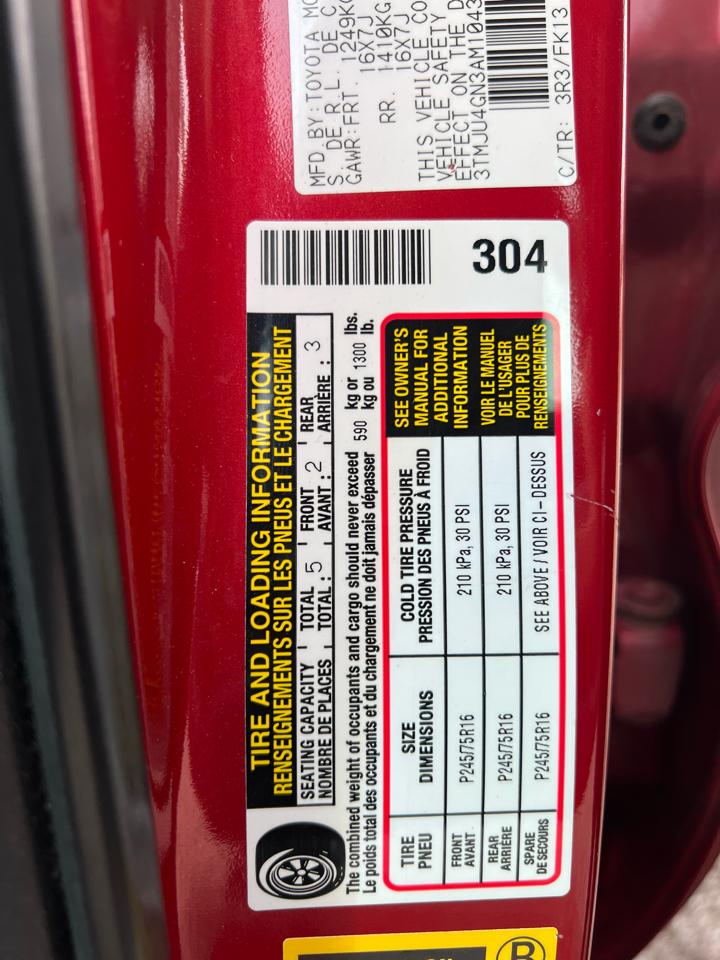 MFD. BY: TOYOTA MO
S. DE R.L. DE C.
GAWR: FRT. 1249KG
16X7J
RR. 1410KG
16X7J
THIS VEHICLE CO
VEHICLE SAFETY
EFFECT ON THE D
3TMJU4GN3AM1043
C/TR: 3R3/FK13
304
TIRE AND LOADING INFORMATION
RENSEIGNEMENTS SUR LES PNEUS ET LE CHARGEMENT
SEATING CAPACITY TOTAL FRONT REAR
NOMBRE DE PLACES TOTAL : 5 AVANT : 2 ARRIÈRE : 3
The combined weight of occupants and cargo should never exceed 590 kg or 1300 lbs.
Le poids total des occupants et du chargement ne doit jamais dépasser kg ou lb.
TIRE SIZE COLD TIRE PRESSURE
PNEU DIMENSIONS PRESSION DES PNEUS À FROID
FRONT
AVANT P245/75R16 210 kPa, 30 PSI
REAR
ARRIÈRE P245/75R16 210 kPa, 30 PSI
SPARE
DE SECOURS P245/75R16 SEE ABOVE / VOIR CI-DESSUS
SEE OWNER'S
MANUAL FOR
ADDITIONAL
INFORMATION
VOIR LE MANUEL
DE L'USAGER
POUR PLUS DE
RENSEIGNEMENTS
B